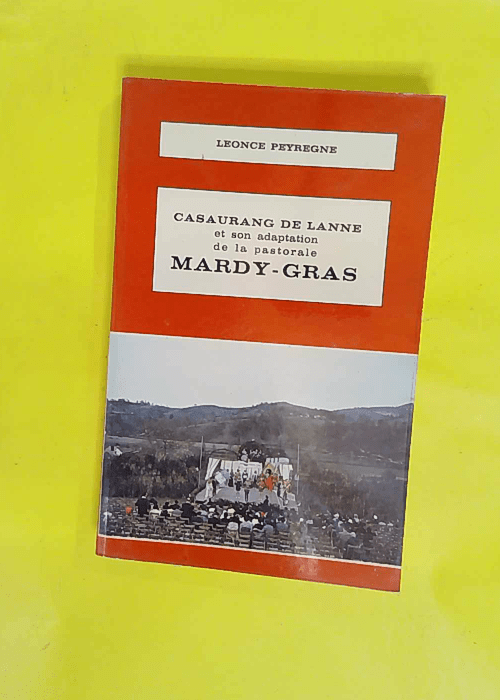 LEONCE PEYREGNE
CASAURANG DE LANNE
et son adaptation
de la pastorale
MARDY-GRAS